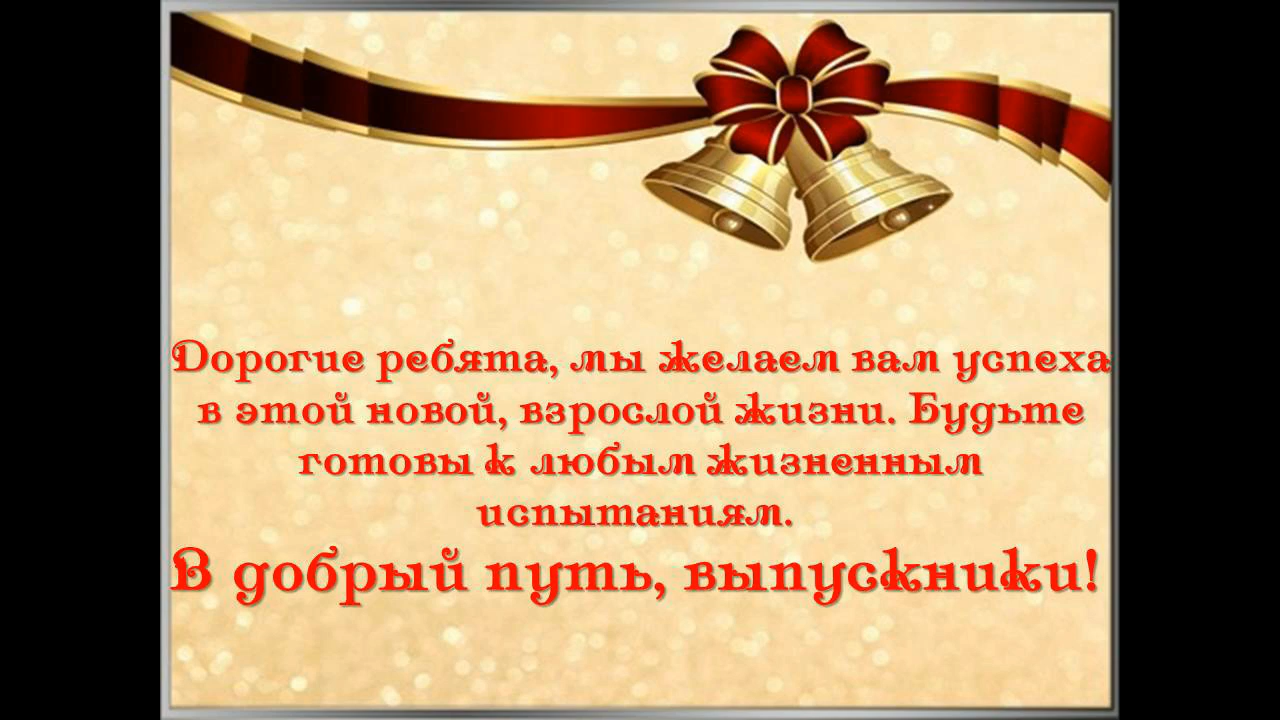 Дорогие ребята, мы желаем вам успеха
в этой новой, взрослой жизни. Будьте
готовы к любым жизненным
испытаниям.
В добрый путь, выпускники!